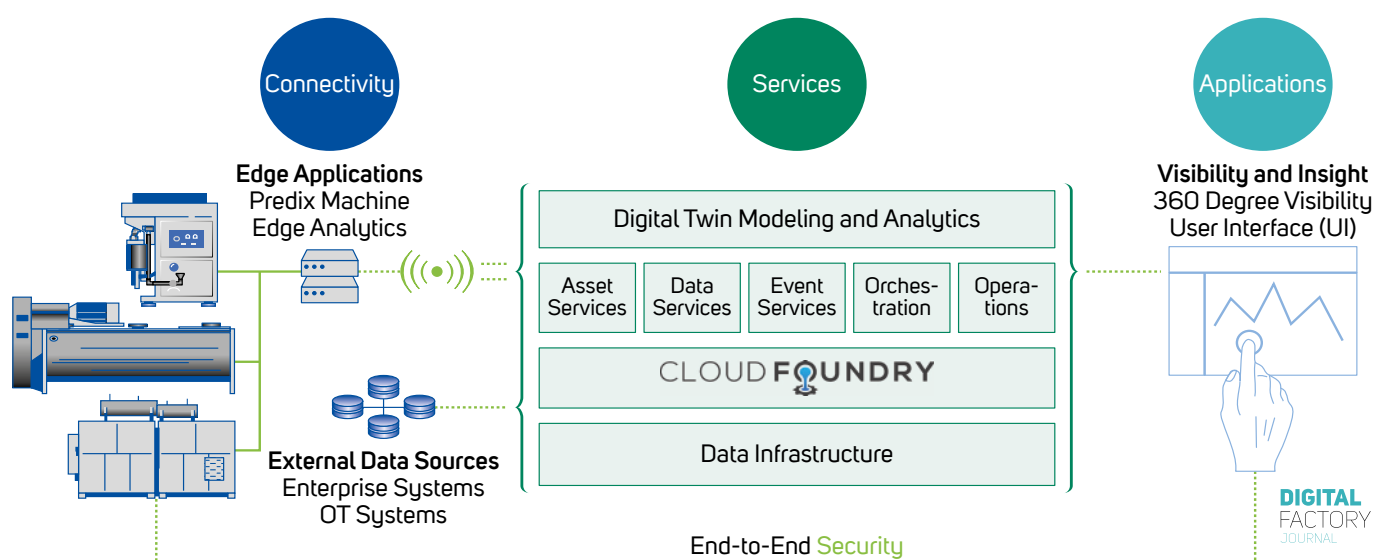 Connectivity
Services
Applications
Edge Applications
Predix Machine
Edge Analytics
Visibility and Insight
360 Degree Visibility
User Interface (UI)
Digital Twin Modeling and Analytics
Asset
Services
Data
Services
Event
Services
Orches-
tration
Opera-
tions
CLOUD FOUNDRY
Data Infrastructure
External Data Sources
Enterprise Systems
OT Systems
End-to-End Security
DIGITAL
FACTORY
JOURNAL